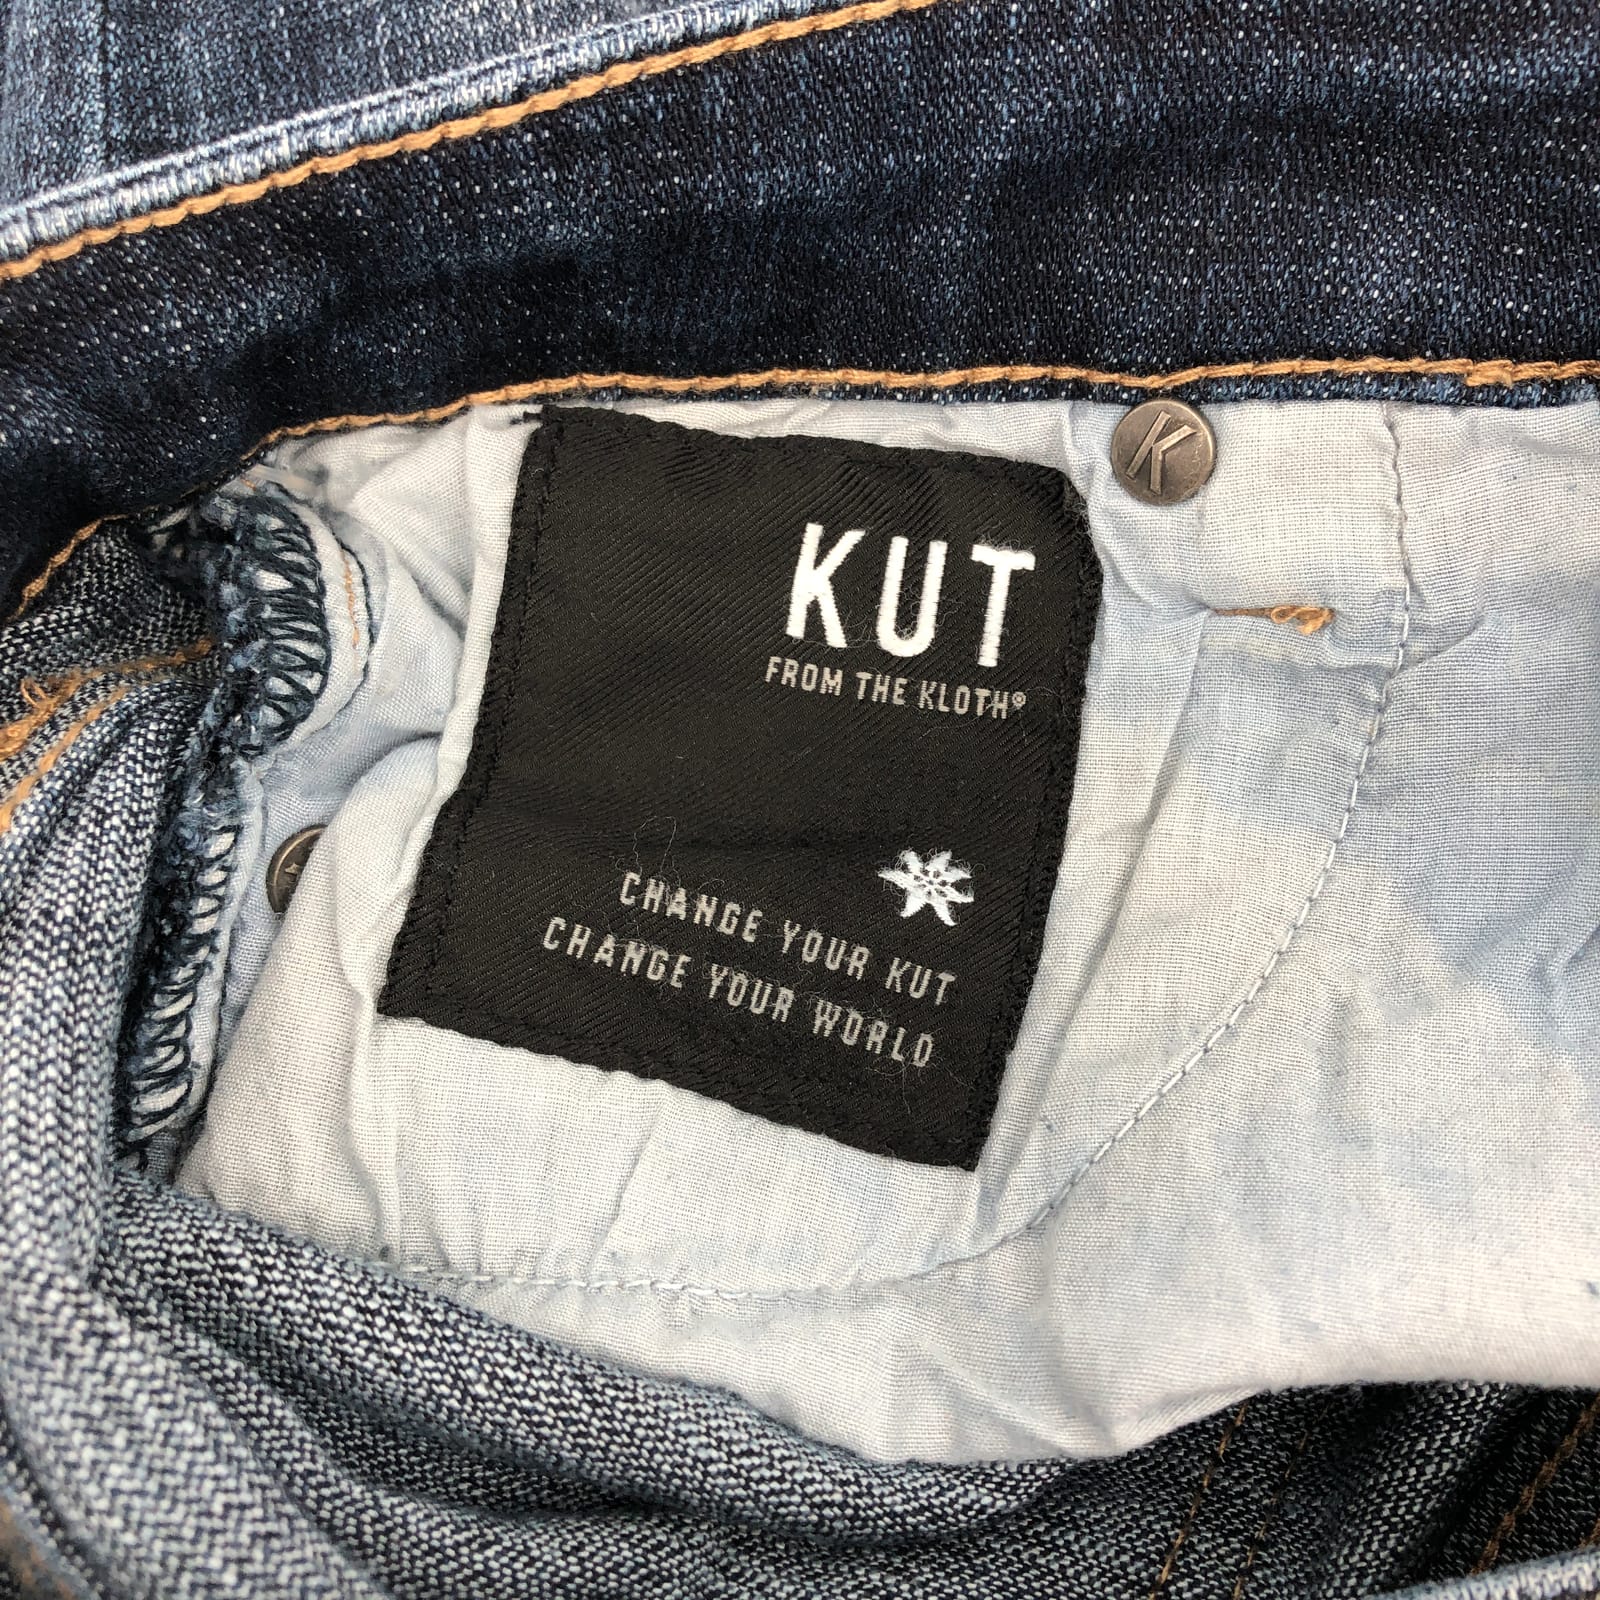 K
KUT
FROM THE KLOTH®
CHANGE YOUR KUT
CHANGE YOUR WORLD